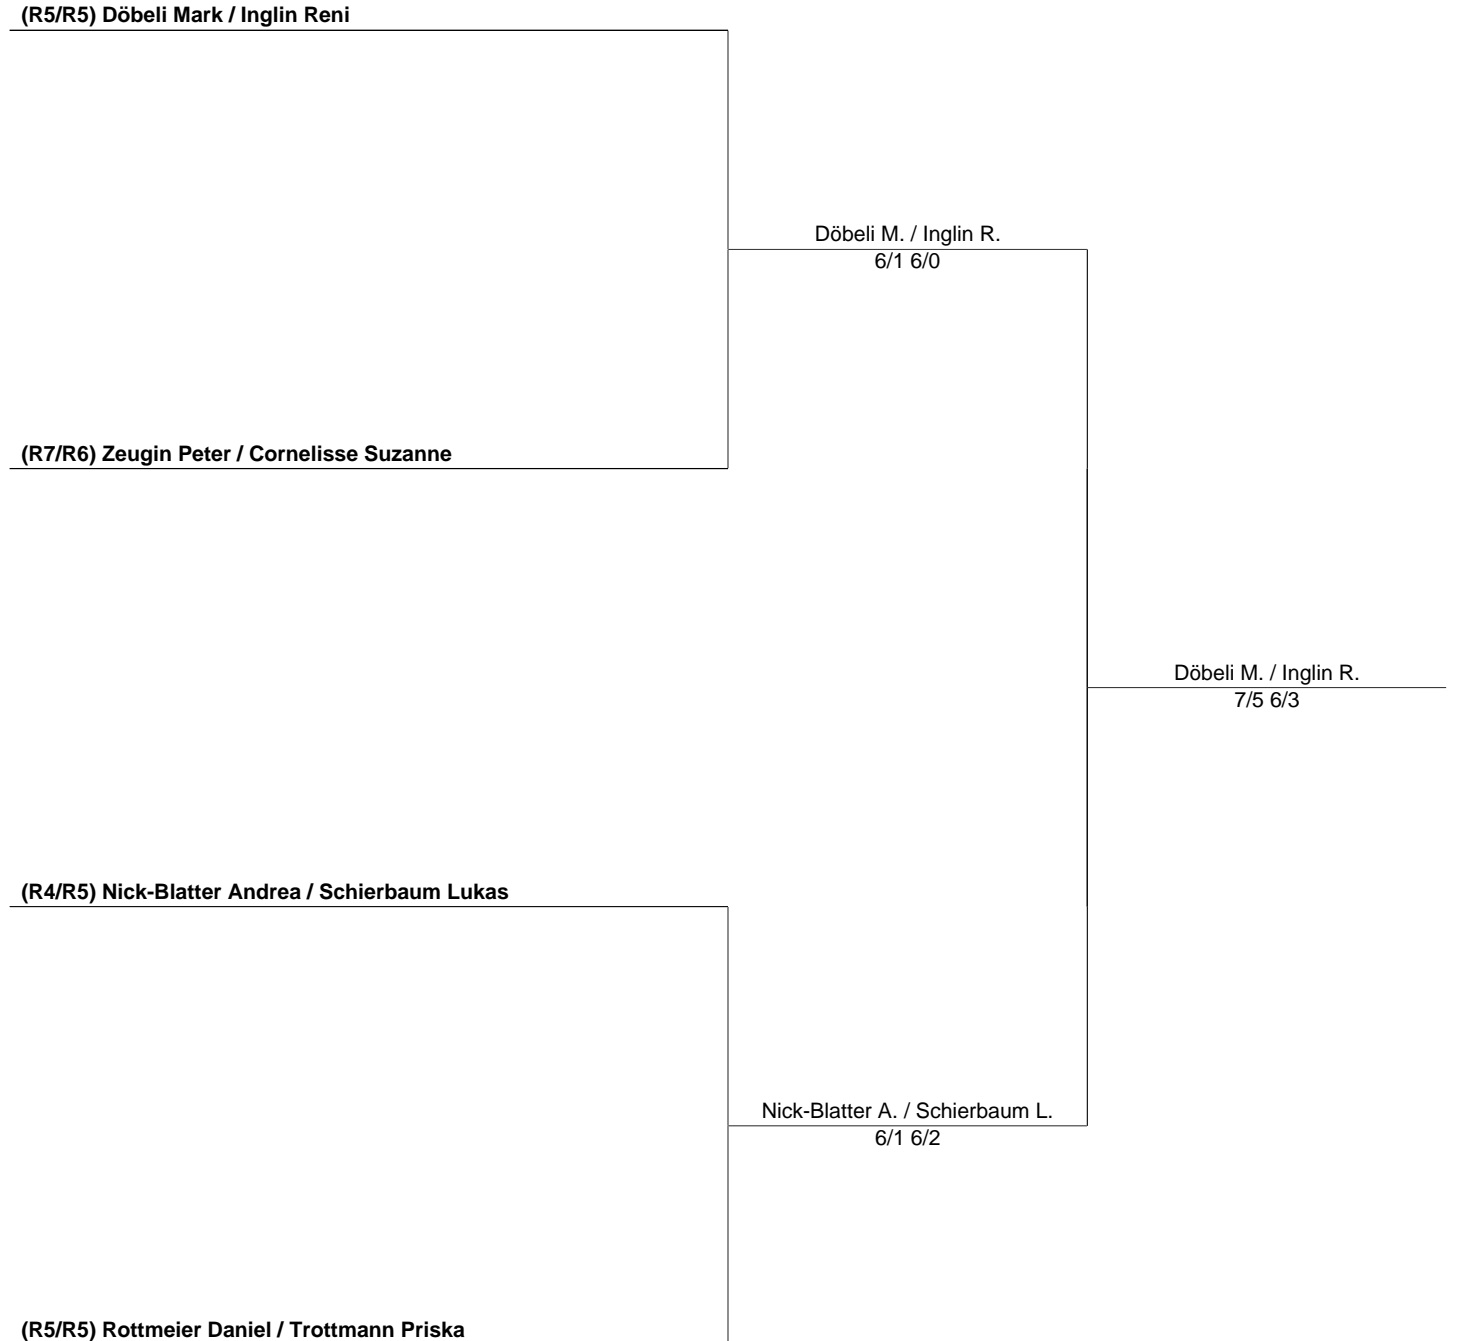 (R5/R5) Döbeli Mark / Inglin Reni
Döbeli M. / Inglin R.
6/1 6/0
(R7/R6) Zeugin Peter / Cornelisse Suzanne
Döbeli M. / Inglin R.
7/5 6/3
(R4/R5) Nick-Blatter Andrea / Schierbaum Lukas
Nick-Blatter A. / Schierbaum L.
6/1 6/2
(R5/R5) Rottmeier Daniel / Trottmann Priska